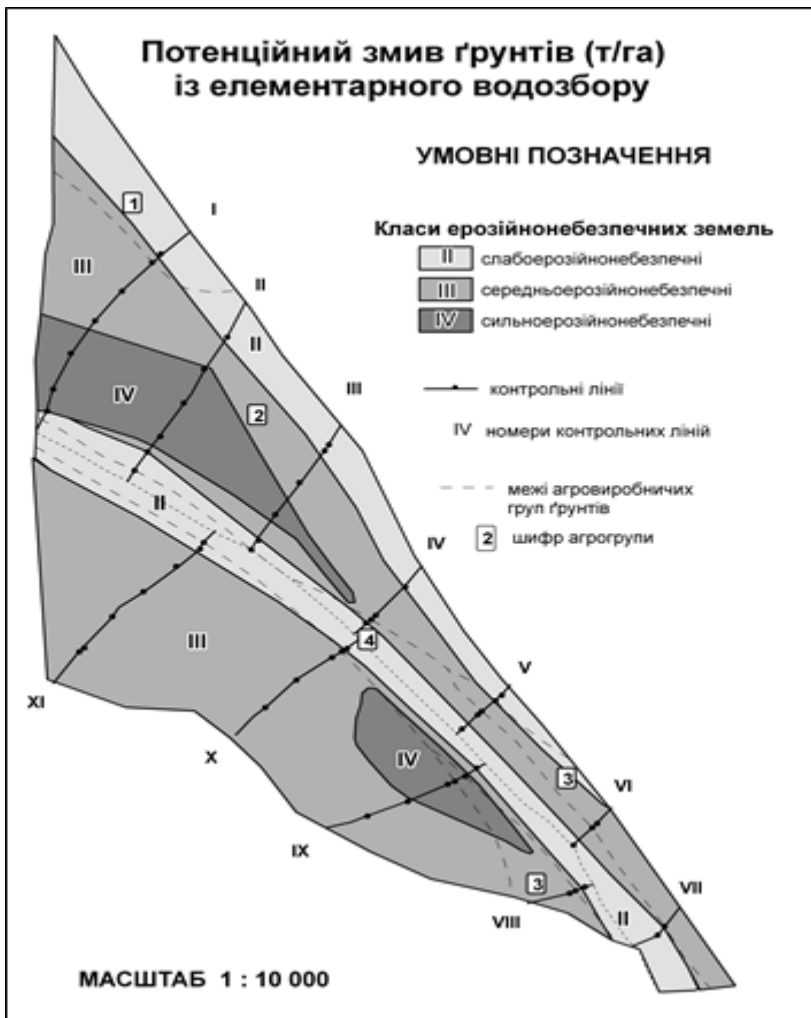 Потенційний змив ґрунтів (т/га)
із елементарного водозбору
УМОВНІ ПОЗНАЧЕННЯ
Класи ерозійнонебезпечних земель
II слабоерозійнонебезпечні
III середньоерозійнонебезпечні
IV сильноерозійнонебезпечні
контрольні лінії
IV номери контрольних ліній
межі агровиробничих
груп ґрунтів
2 шифр агрогрупи
1
I
III
II
II
III
IV
2
II
IV
III
4
V
XI
X
IV
3
VI
IX
3
VII
VIII
II
МАСШТАБ 1 : 10 000